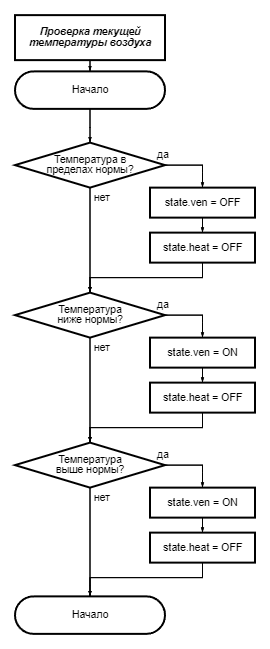 Проверка текущей
температуры воздуха
Начало
Температура в
пределах нормы?
да
нет
state.ven = OFF
state.heat = OFF
Температура
ниже нормы?
да
нет
state.ven = ON
state.heat = OFF
Температура
выше нормы?
да
нет
state.ven = ON
state.heat = OFF
Начало